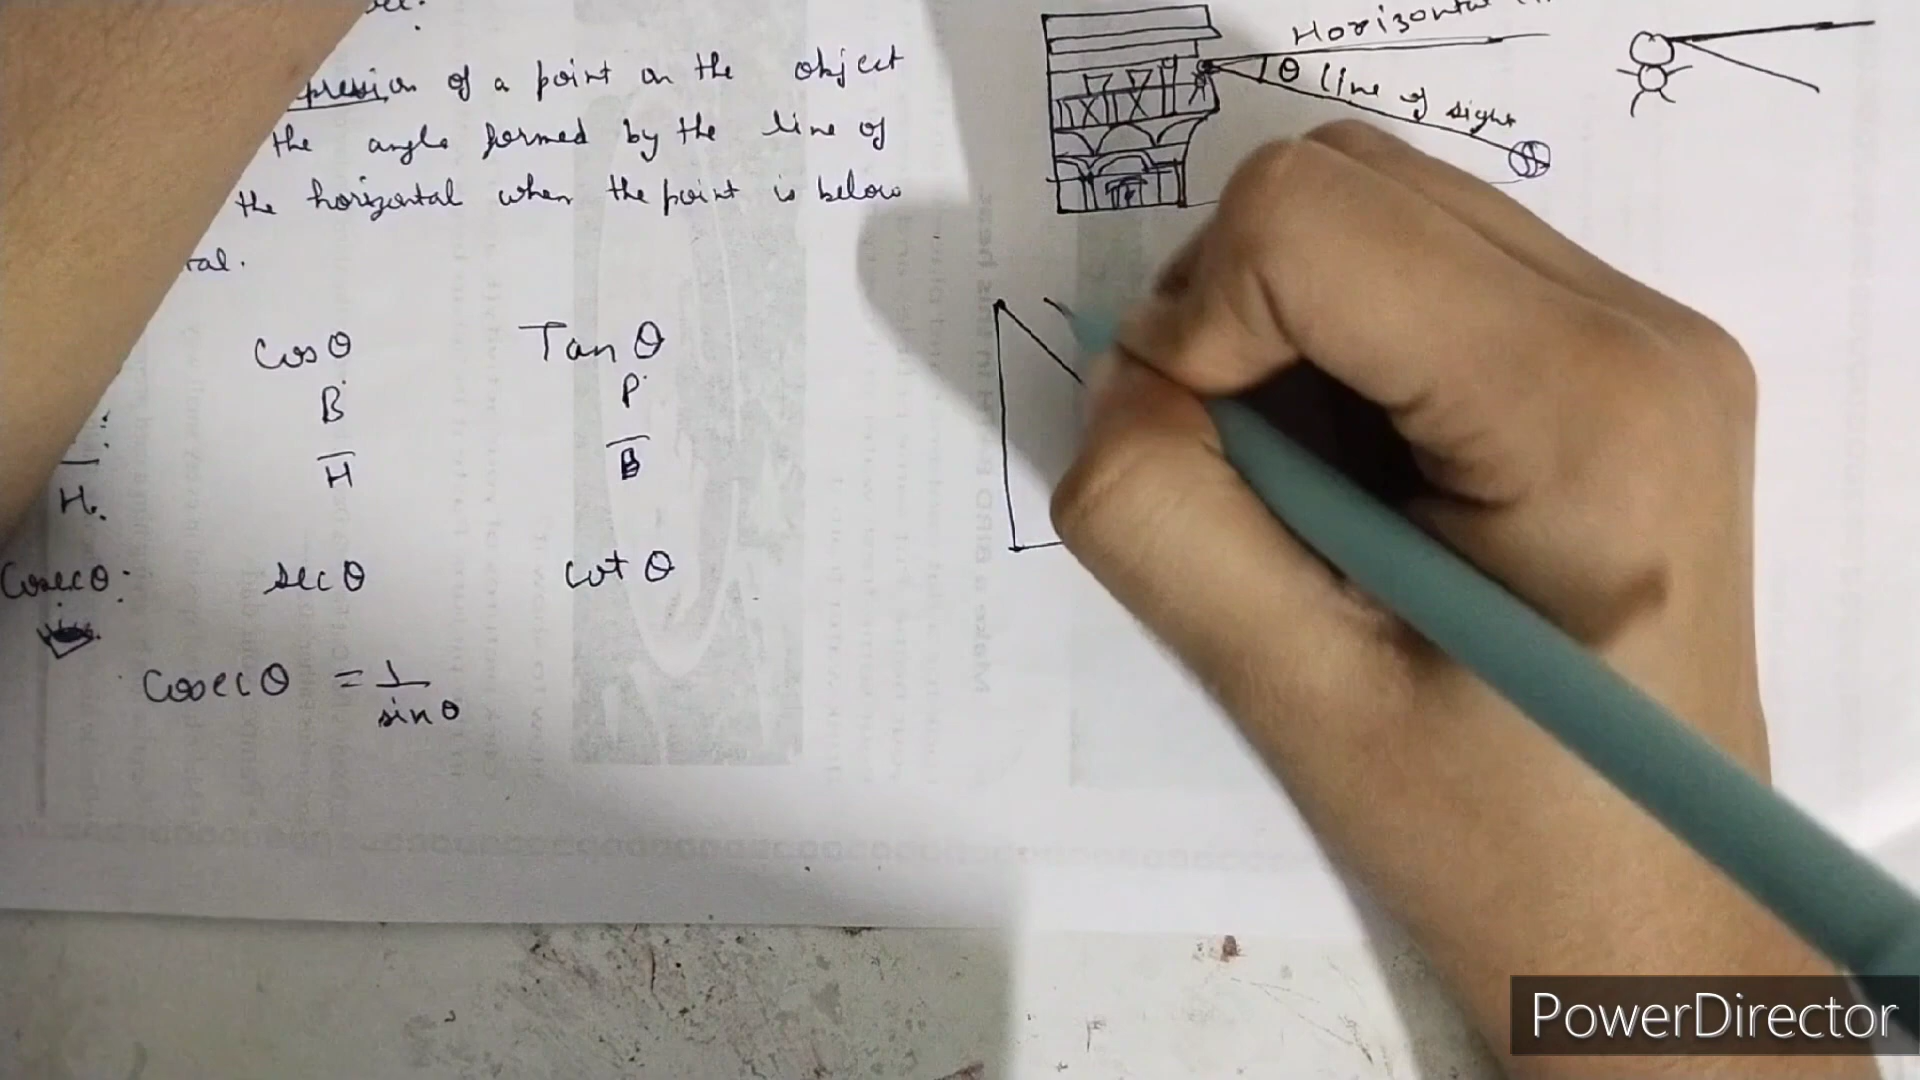 of a point on the object
the angle formed by the line of
the horizontal when the point is below
Horizontal
θ line of sight
Cos θ Tan θ
B P
H B
H.
Cosec θ sec θ cot θ
Cosec θ = 1
sin θ
PowerDirector